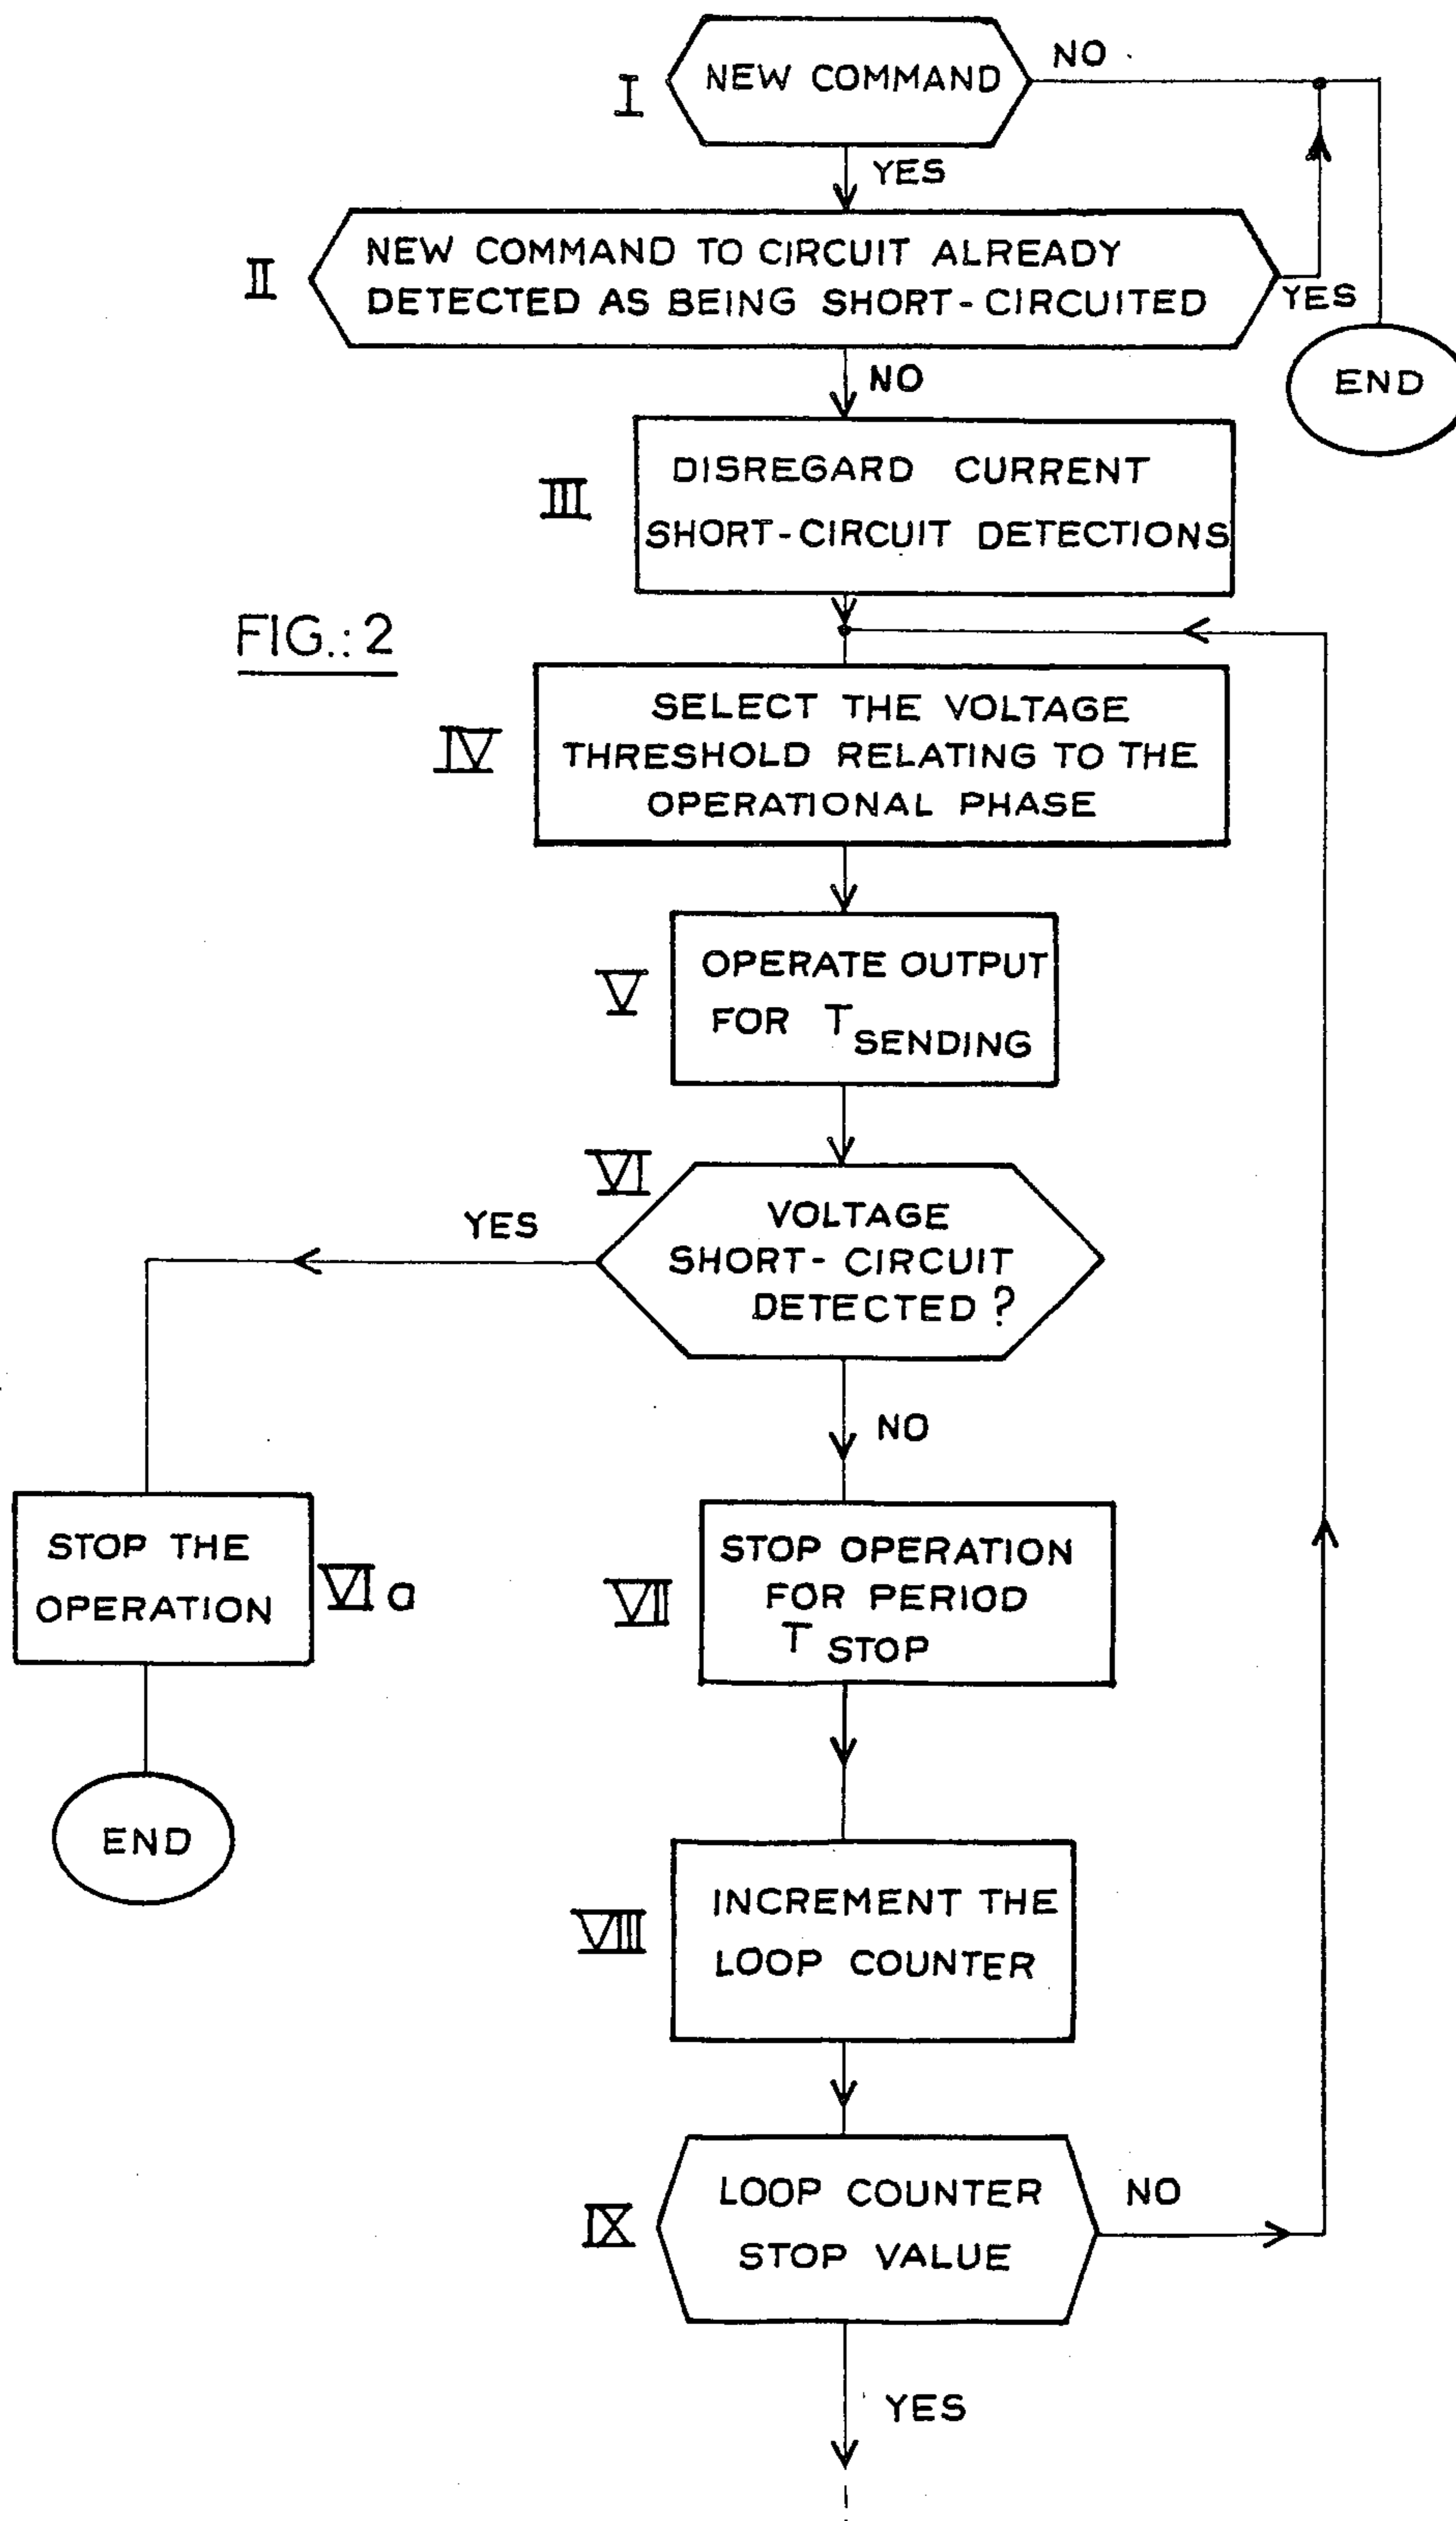 I
NEW COMMAND
NO
YES
II
NEW COMMAND TO CIRCUIT ALREADY
DETECTED AS BEING SHORT-CIRCUITED
YES
END
NO
III
DISREGARD CURRENT
SHORT-CIRCUIT DETECTIONS
FIG.: 2
IV
SELECT THE VOLTAGE
THRESHOLD RELATING TO THE
OPERATIONAL PHASE
V
OPERATE OUTPUT
FOR T SENDING
VI
VOLTAGE
SHORT-CIRCUIT
DETECTED ?
YES
NO
STOP THE
OPERATION
VI a
END
VII
STOP OPERATION
FOR PERIOD
T STOP
VIII
INCREMENT THE
LOOP COUNTER
IX
LOOP COUNTER
STOP VALUE
NO
YES